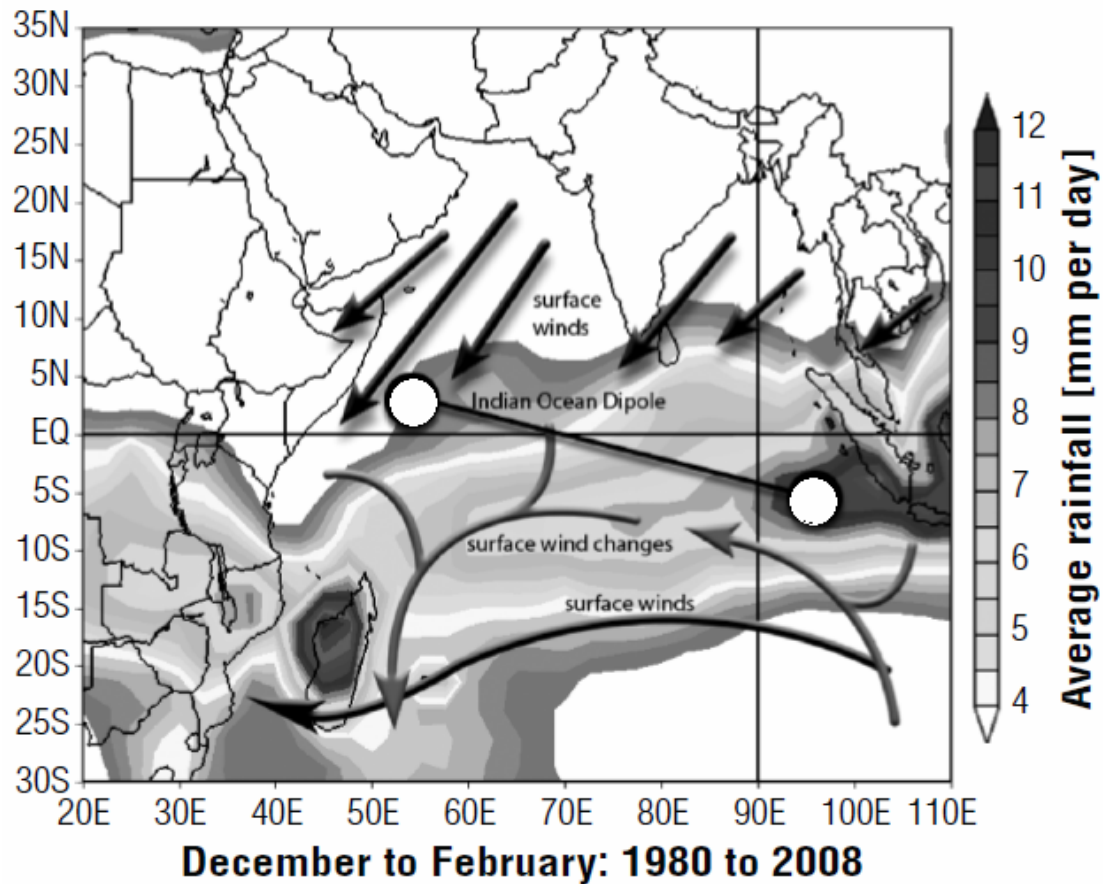 35N
30N
25N
20N
15N
10N
5N
EQ
5S
10S
15S
20S
25S
30S
20E 30E 40E 50E 60E 70E 80E 90E 100E 110E
surface
winds
Indian Ocean Dipole
surface wind changes
surface winds
12
11
10
9
8
7
6
5
4
Average rainfall [mm per day]
December to February: 1980 to 2008